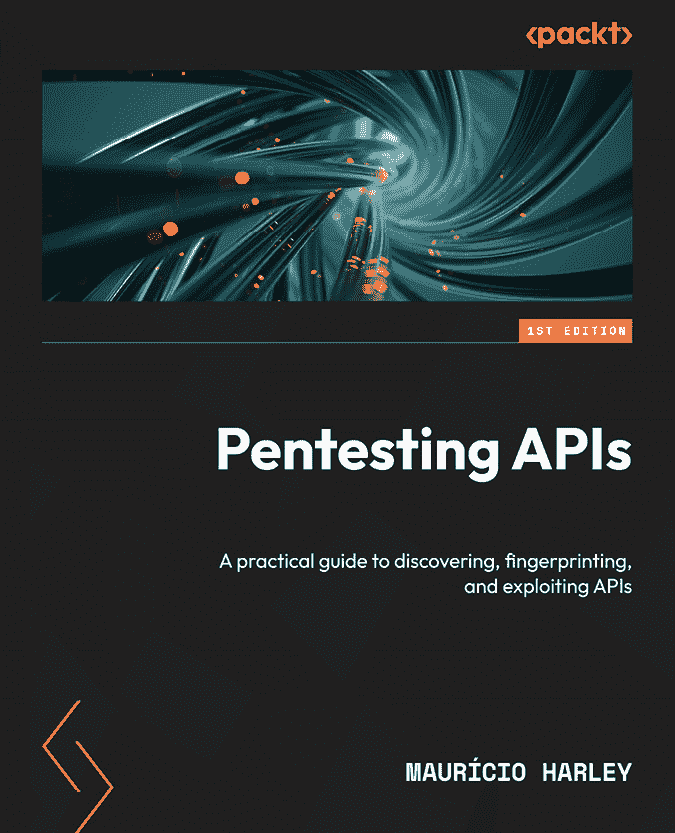 <packt>
1ST EDITION
Pentesting APIs
A practical guide to discovering, fingerprinting,
and exploiting APIs
MAURÍCIO HARLEY